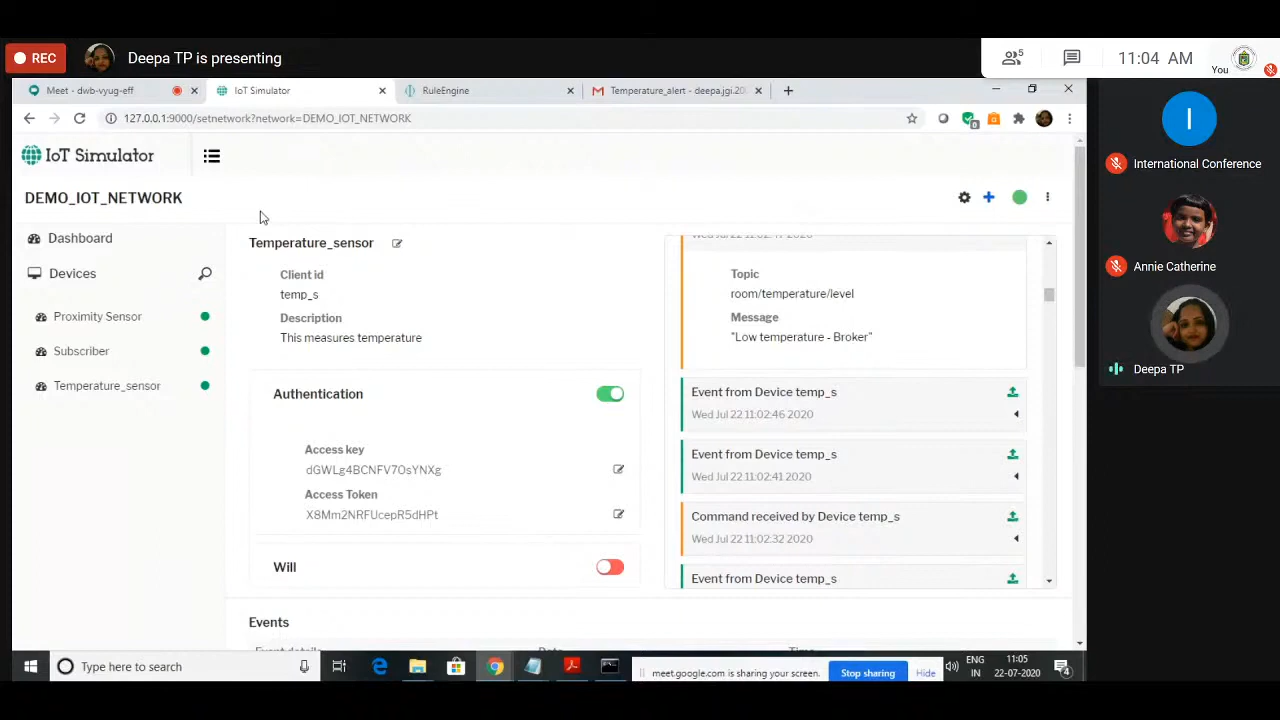 REC
Deepa TP is presenting
5
11:04 AM
You
Meet - dwb-vyug-eff
IoT Simulator
RuleEngine
Temperature_alert - deepa.jgi.20
127.0.0.1:9000/setnetwork?network=DEMO_IOT_NETWORK
0
IoT Simulator
DEMO_IOT_NETWORK
Dashboard
Devices
Proximity Sensor
Subscriber
Temperature_sensor
Temperature_sensor
Client id
temp_s
Description
This measures temperature
Authentication
Access key
dGWLg4BCNFV7OsYNXg
Access Token
X8Mm2NRFUcepR5dHPt
Will
Topic
room/temperature/level
Message
"Low temperature - Broker"
Event from Device temp_s
Wed Jul 22 11:02:46 2020
Event from Device temp_s
Wed Jul 22 11:02:41 2020
Command received by Device temp_s
Wed Jul 22 11:02:32 2020
Event from Device temp_s
Events
I
International Conference
Annie Catherine
Deepa TP
Type here to search
meet.google.com is sharing your screen.
Stop sharing
Hide
ENG
IN
11:05
22-07-2020
4